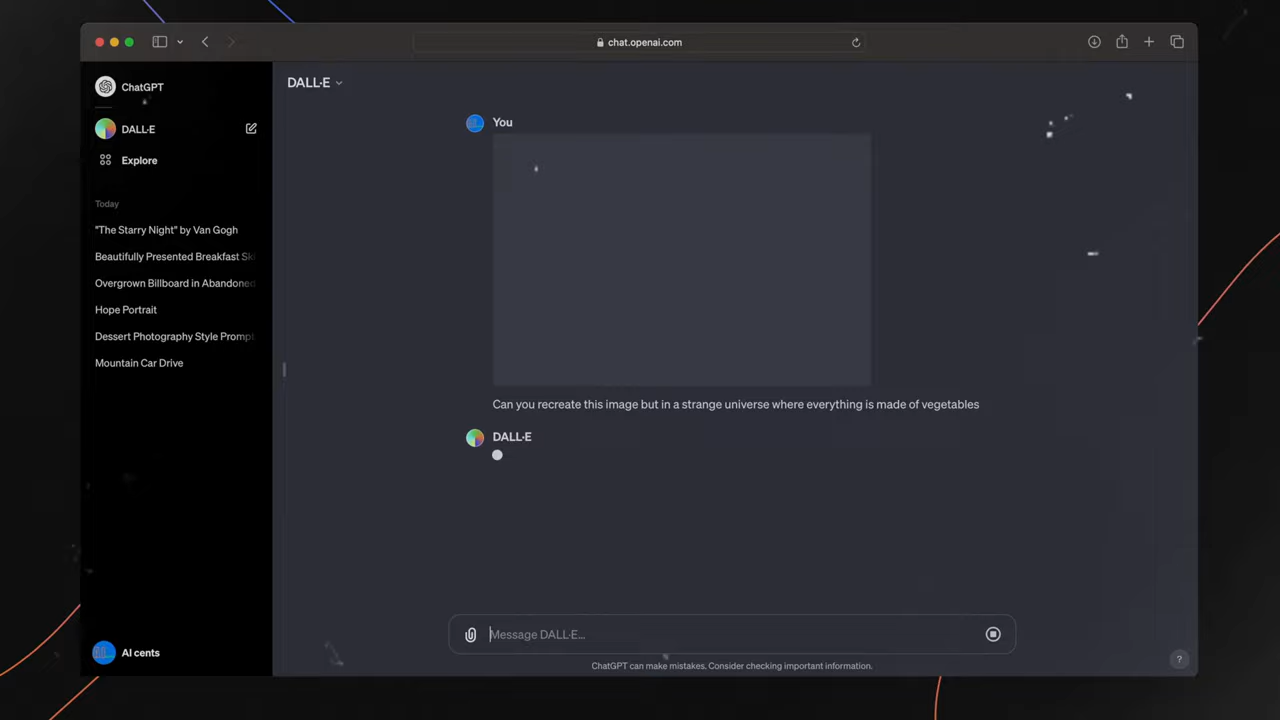 chat.openai.com
ChatGPT
DALL·E
Explore
Today
"The Starry Night" by Van Gogh
Beautifully Presented Breakfast Sk
Overgrown Billboard in Abandoned
Hope Portrait
Dessert Photography Style Prompt
Mountain Car Drive
AI cents
DALL·E
You
Can you recreate this image but in a strange universe where everything is made of vegetables
DALL·E
Message DALL·E...
ChatGPT can make mistakes. Consider checking important information.
?